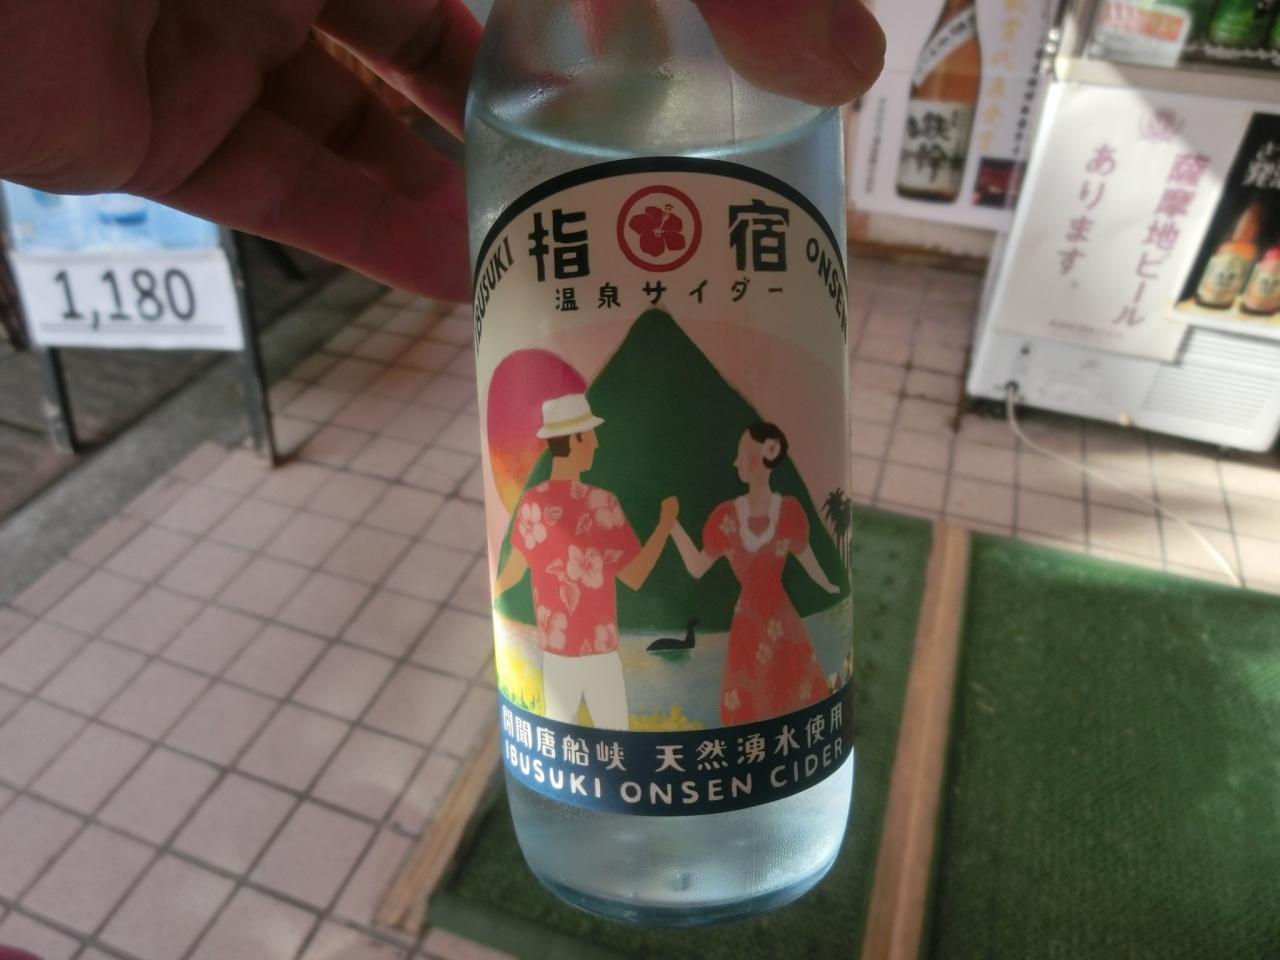 指宿
IBUSUKI ONSEN
温泉サイダー
開聞唐船峡 天然湧水使用
IBUSUKI ONSEN CIDER
1,180
薩摩地ビール
あります。